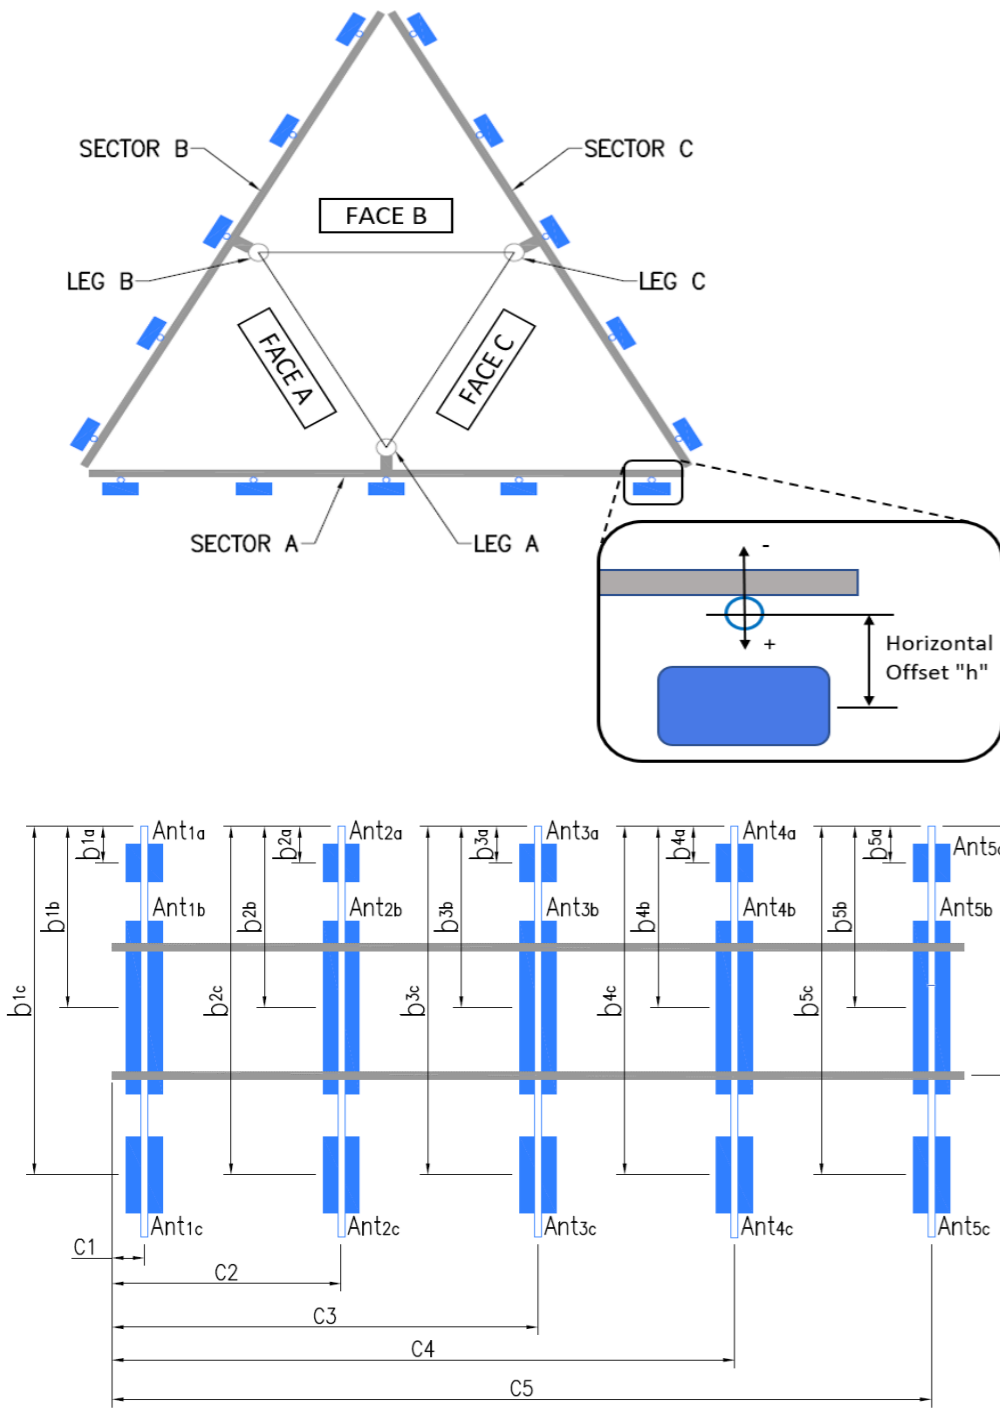 SECTOR B
SECTOR C
FACE B
LEG B
LEG C
FACE A
FACE C
SECTOR A
LEG A
-
+
Horizontal
Offset "h"
Ant1a
Ant2a
Ant3a
Ant4a
Ant5c
b1a
b2a
b3a
b4a
b5a
Ant1b
Ant2b
Ant3b
Ant4b
Ant5b
b1b
b2b
b3b
b4b
b5b
b1c
b2c
b3c
b4c
b5c
Ant1c
Ant2c
Ant3c
Ant4c
Ant5c
C1
C2
C3
C4
C5